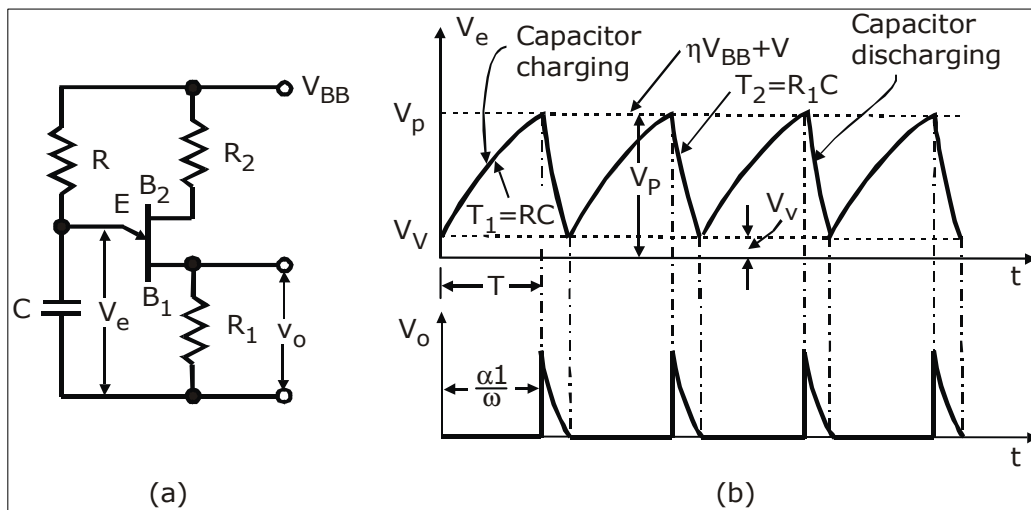 V_BB
R
R_2
B_2
E
C
V_e
B_1
R_1
v_o
(a)
V_e
Capacitor
charging
ηV_BB+V
Capacitor
discharging
T_2=R_1C
V_p
V_P
T_1=RC
V_v
V_V
t
T
V_o
α1
ω
t
(b)